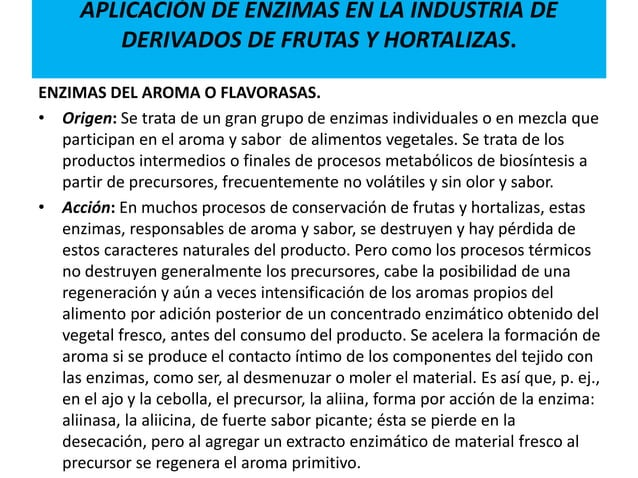 APLICACIÓN DE ENZIMAS EN LA INDUSTRIA DE
DERIVADOS DE FRUTAS Y HORTALIZAS.
ENZIMAS DEL AROMA O FLAVORASAS.
• Origen: Se trata de un gran grupo de enzimas individuales o en mezcla que
participan en el aroma y sabor de alimentos vegetales. Se trata de los
productos intermedios o finales de procesos metabólicos de biosíntesis a
partir de precursores, frecuentemente no volátiles y sin olor y sabor.
• Acción: En muchos procesos de conservación de frutas y hortalizas, estas
enzimas, responsables de aroma y sabor, se destruyen y hay pérdida de
estos caracteres naturales del producto. Pero como los procesos térmicos
no destruyen generalmente los precursores, cabe la posibilidad de una
regeneración y aún a veces intensificación de los aromas propios del
alimento por adición posterior de un concentrado enzimático obtenido del
vegetal fresco, antes del consumo del producto. Se acelera la formación de
aroma si se produce el contacto íntimo de los componentes del tejido con
las enzimas, como ser, al desmenuzar o moler el material. Es así que, p. ej.,
en el ajo y la cebolla, el precursor, la aliina, forma por acción de la enzima:
aliinasa, la aliicina, de fuerte sabor picante; ésta se pierde en la
desecación, pero al agregar un extracto enzimático de material fresco al
precursor se regenera el aroma primitivo.